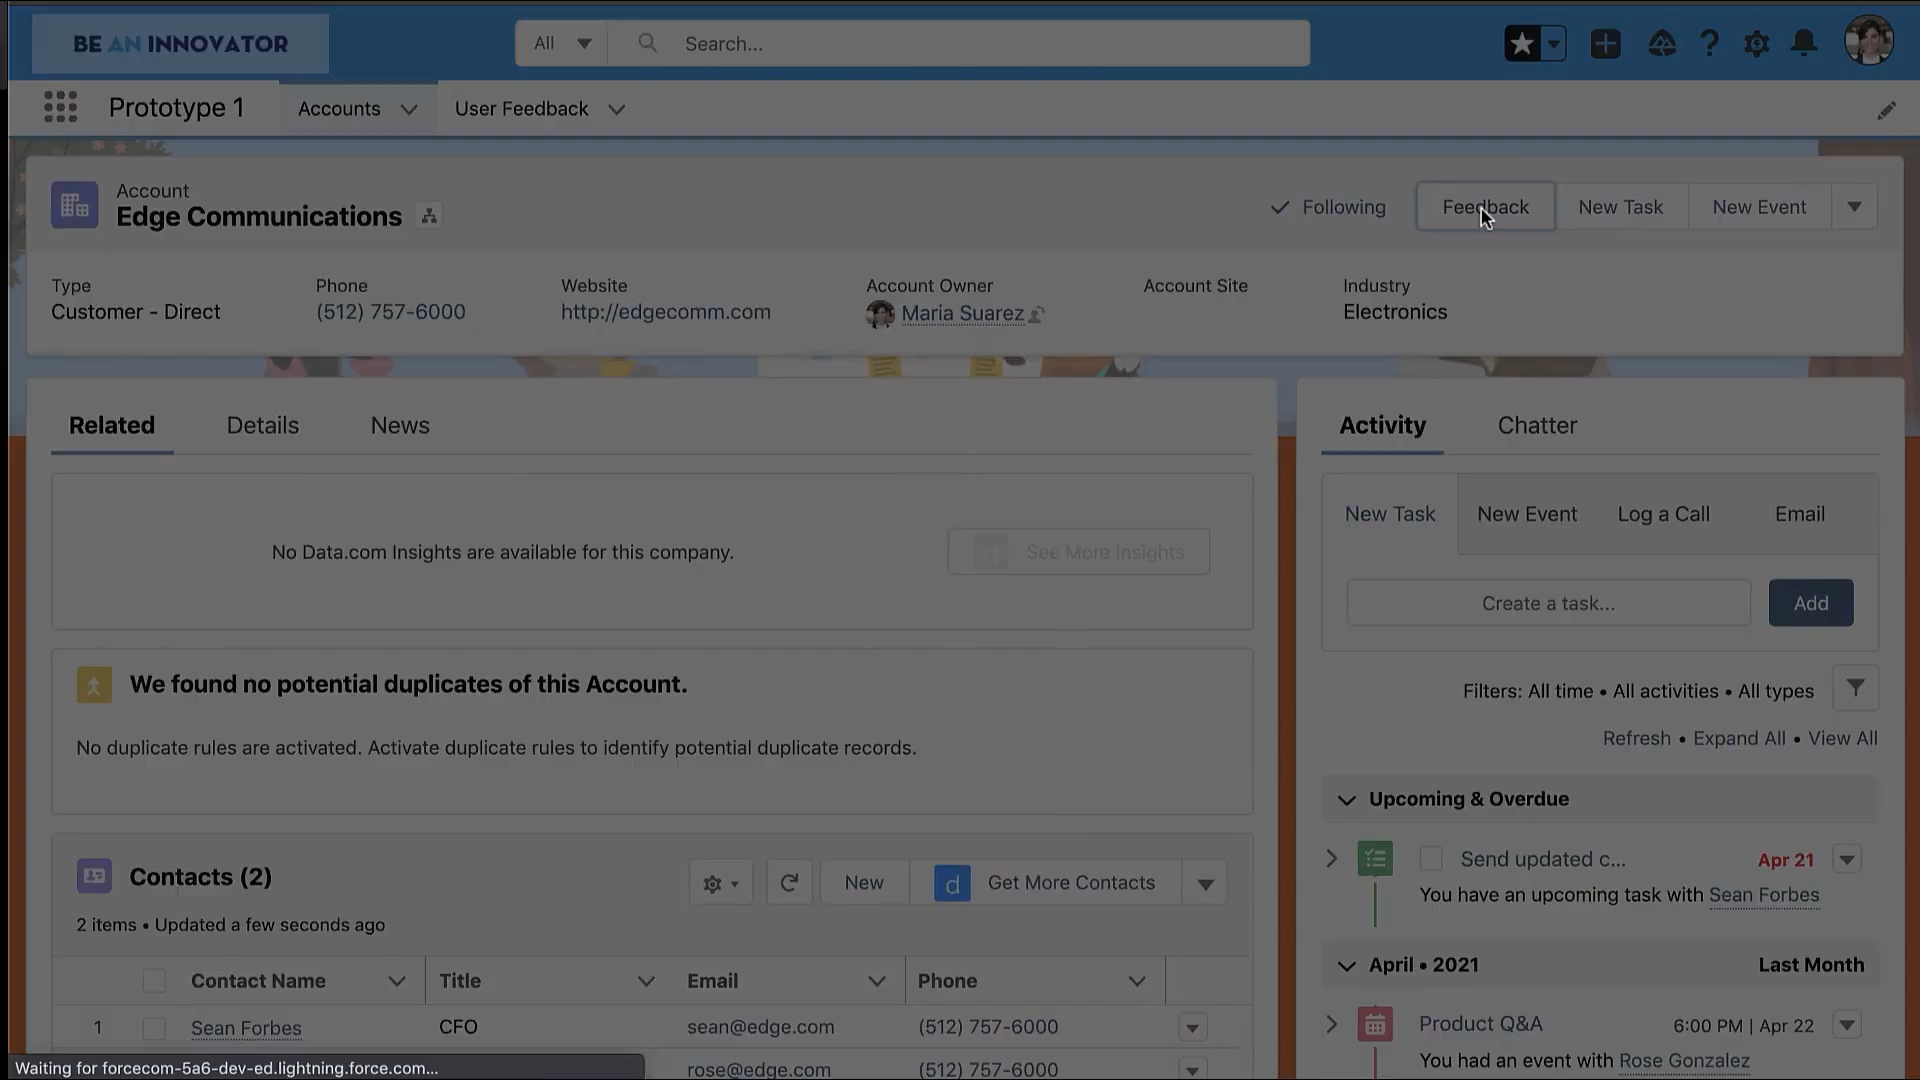 BE AN INNOVATOR
All
Search...
Prototype 1
Accounts
User Feedback
Account
Edge Communications
Following
Feedback
New Task
New Event
Type
Phone
Website
Account Owner
Account Site
Industry
Customer - Direct
(512) 757-6000
http://edgecomm.com
Maria Suarez
Electronics
Related
Details
News
No Data.com Insights are available for this company.
See More Insights
We found no potential duplicates of this Account.
No duplicate rules are activated. Activate duplicate rules to identify potential duplicate records.
Contacts (2)
New
d
Get More Contacts
2 items • Updated a few seconds ago
Contact Name
Title
Email
Phone
1
Sean Forbes
CFO
sean@edge.com
(512) 757-6000
rose@edge.com
(512) 757-6000
Activity
Chatter
New Task
New Event
Log a Call
Email
Create a task...
Add
Filters: All time • All activities • All types
Refresh • Expand All • View All
Upcoming & Overdue
Send updated c...
Apr 21
You have an upcoming task with Sean Forbes
April • 2021
Last Month
Product Q&A
6:00 PM | Apr 22
You had an event with Rose Gonzalez
Waiting for forcecom-5a6-dev-ed.lightning.force.com...